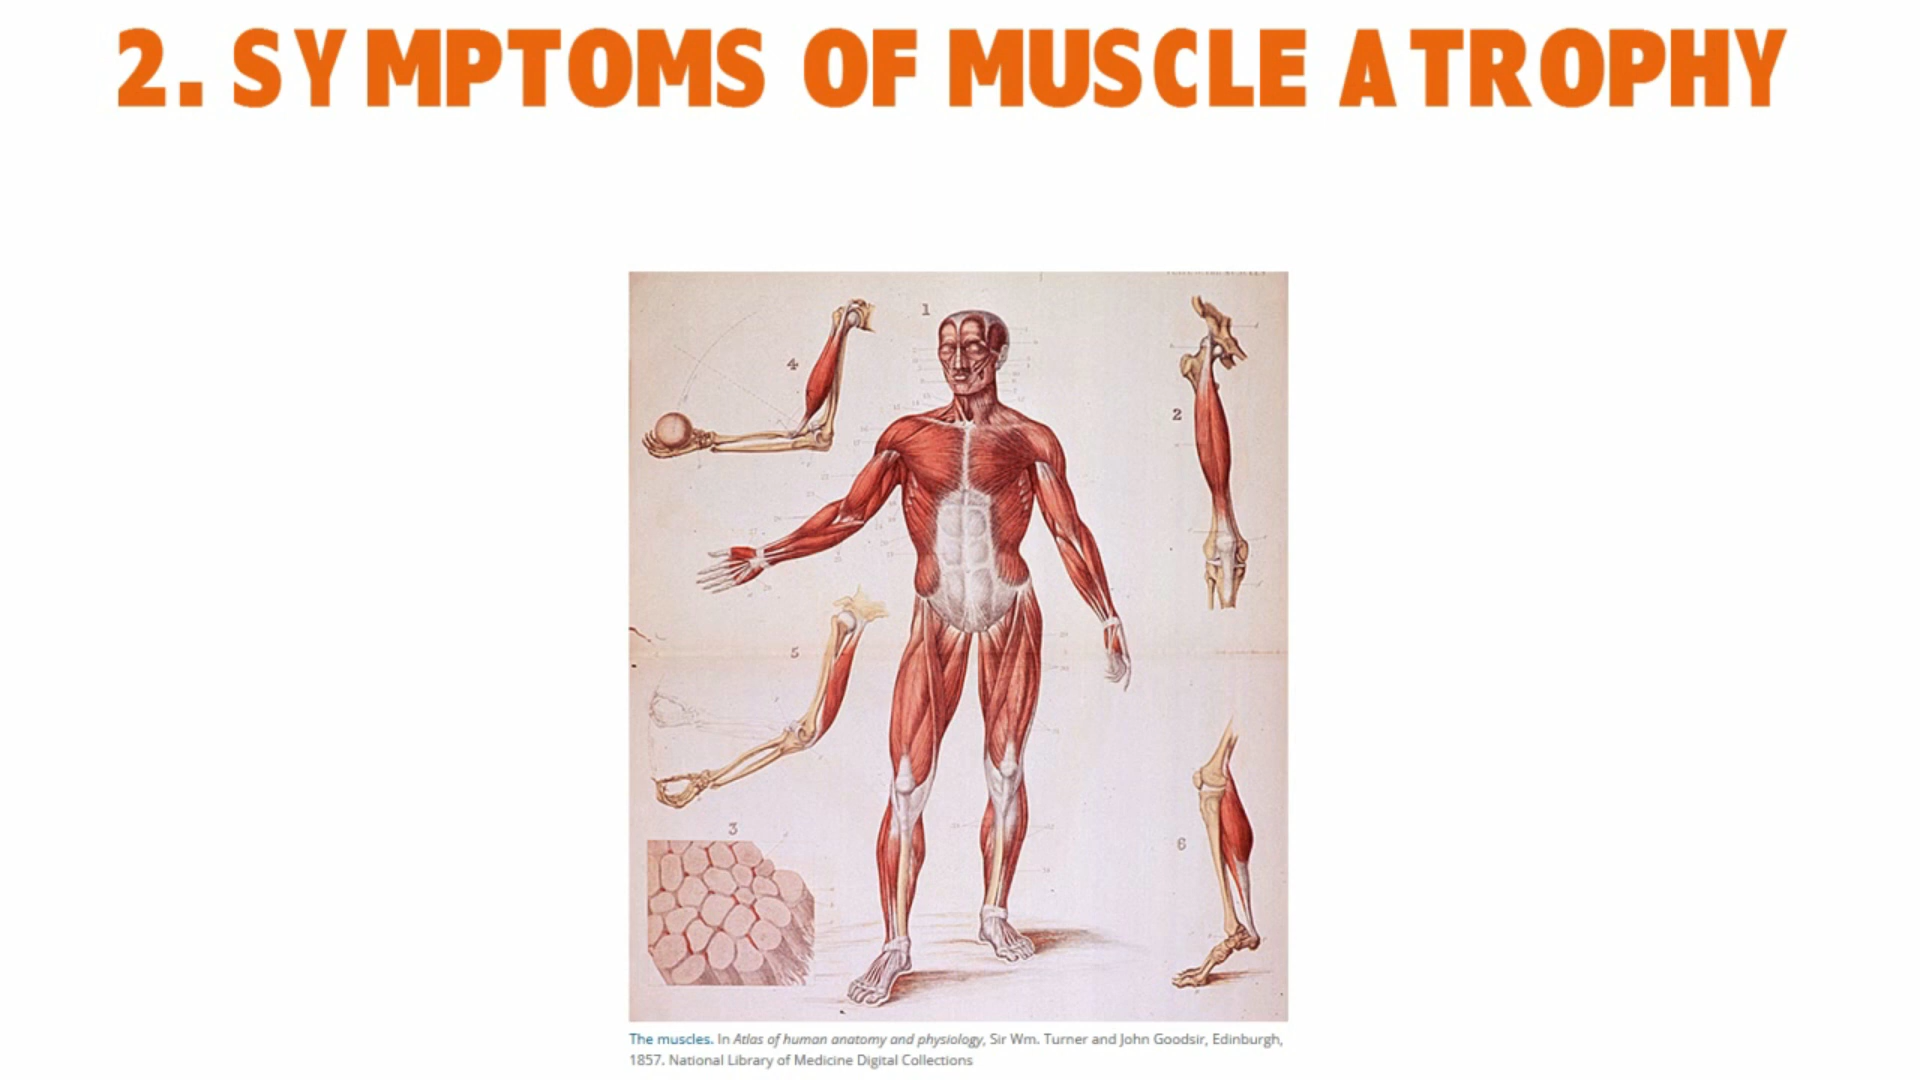 2. SYMPTOMS OF MUSCLE ATROPHY
1
4
2
5
3
6
The muscles. In Atlas of human anatomy and physiology, Sir Wm. Turner and John Goodsir, Edinburgh,
1857. National Library of Medicine Digital Collections